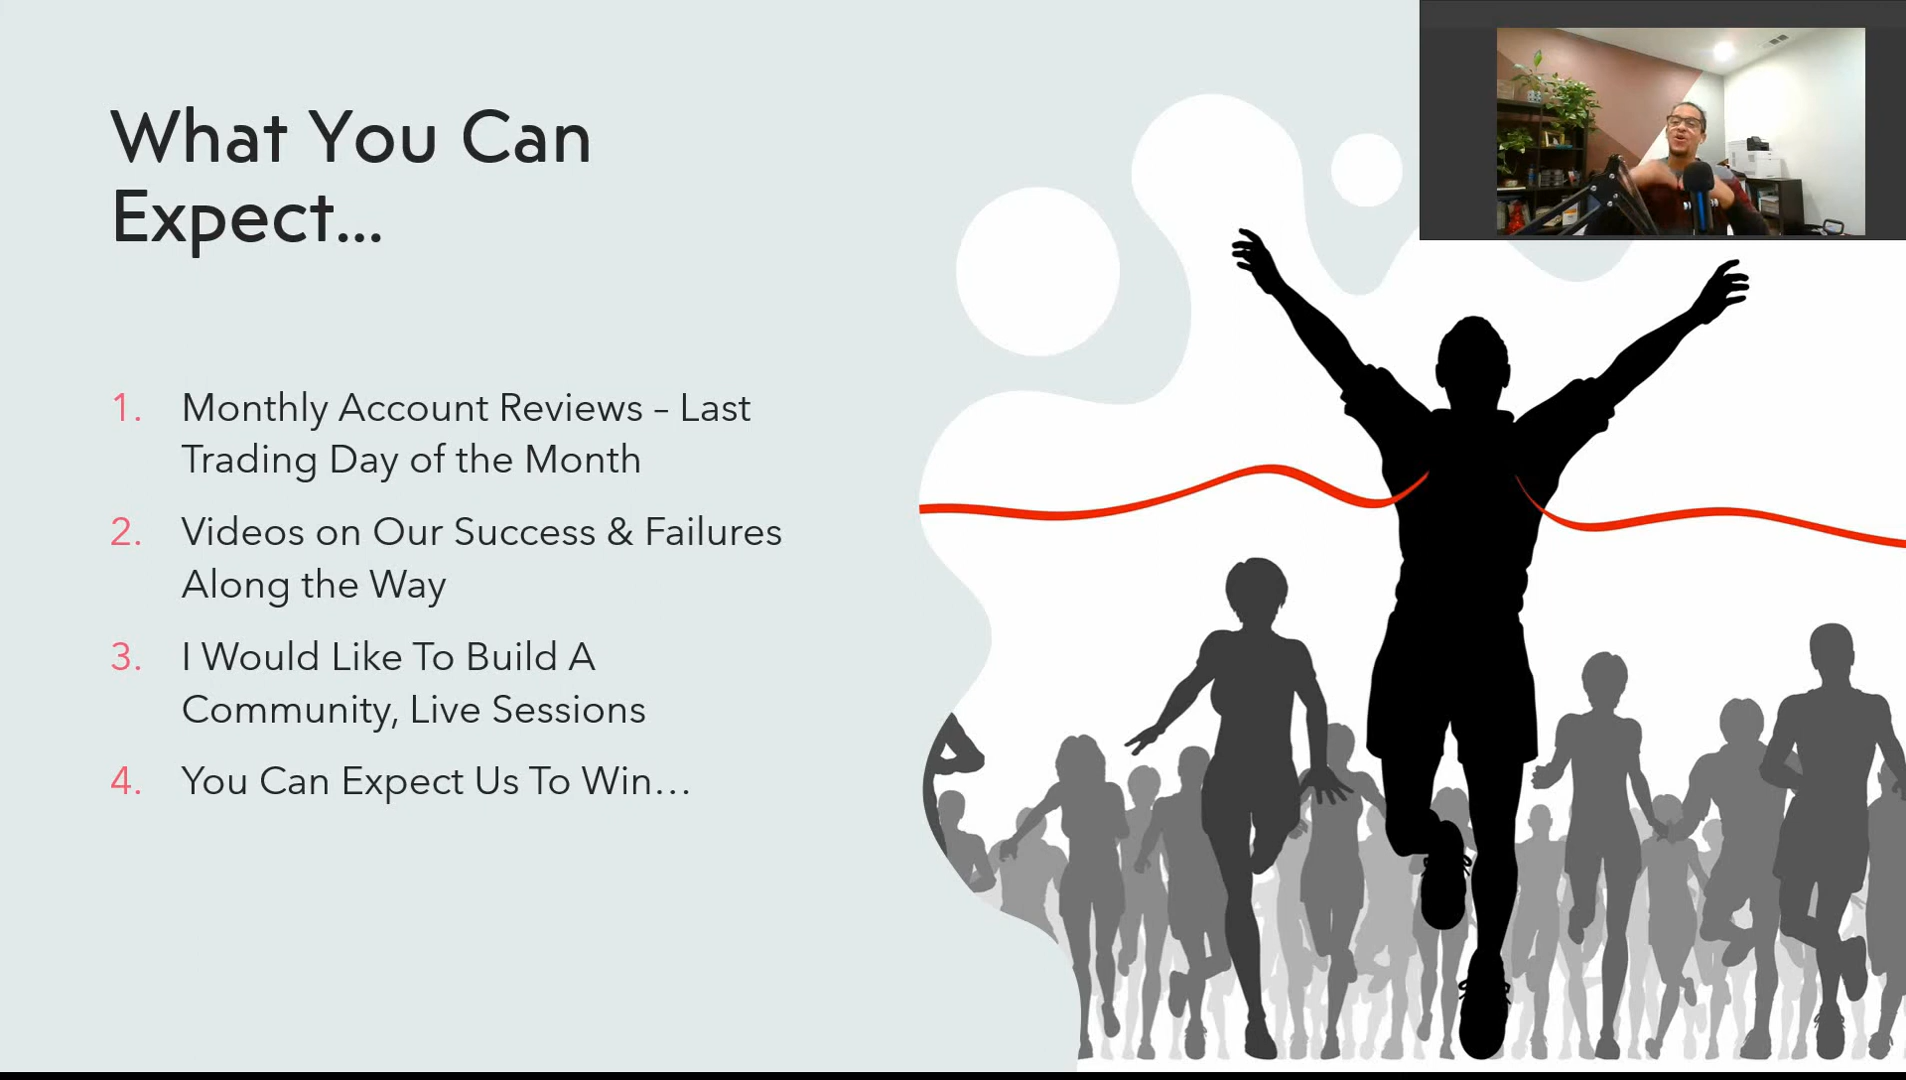 What You Can
Expect...
1. Monthly Account Reviews – Last
Trading Day of the Month
2. Videos on Our Success & Failures
Along the Way
3. I Would Like To Build A
Community, Live Sessions
4. You Can Expect Us To Win...